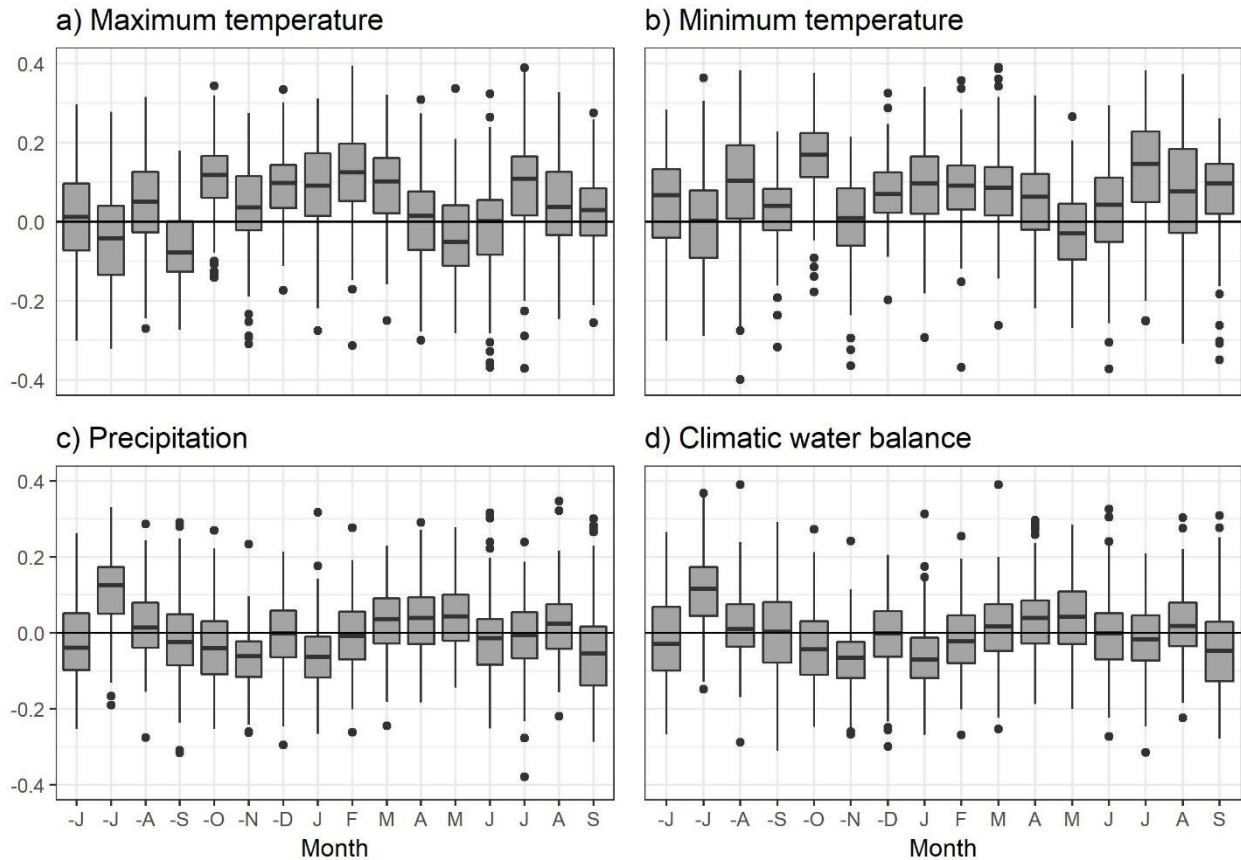 a) Maximum temperature
b) Minimum temperature
0.4
0.2
0.0
-0.2
-0.4
c) Precipitation
d) Climatic water balance
0.4
0.2
0.0
-0.2
-0.4
-J -J -A -S -O -N -D J F M A M J J A S
-J -J -A -S -O -N -D J F M A M J J A S
Month
Month